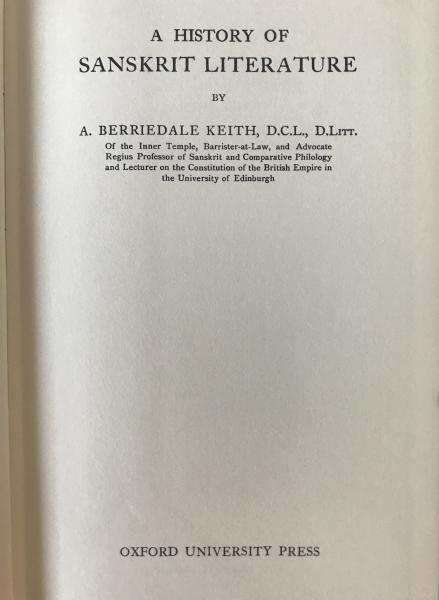 A HISTORY OF
SANSKRIT LITERATURE
BY
A. BERRIEDALE KEITH, D.C.L., D.LITT.
Of the Inner Temple, Barrister-at-Law, and Advocate
Regius Professor of Sanskrit and Comparative Philology
and Lecturer on the Constitution of the British Empire in
the University of Edinburgh
OXFORD UNIVERSITY PRESS